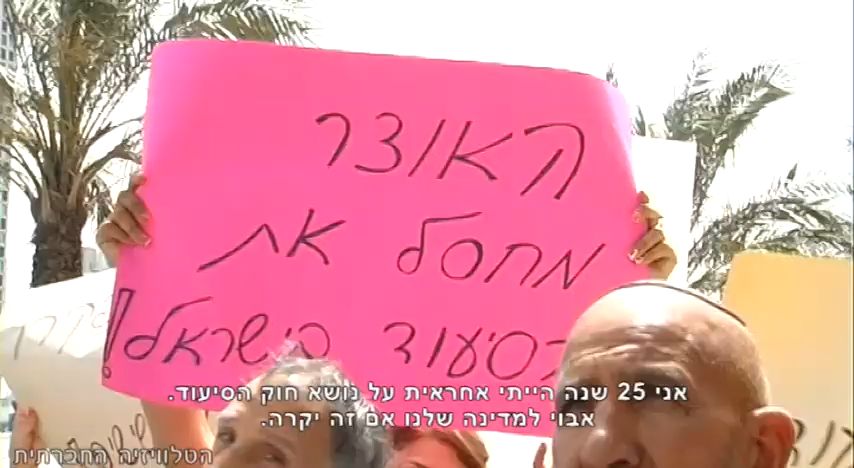 האוצר
מחסל את
הסיעוד בישראל!
אני 25 שנה הייתי אחראית על נושא חוק הסיעוד.
אבוי למדינה שלנו אם זה יקרה.
הטלוויזיה החברתית